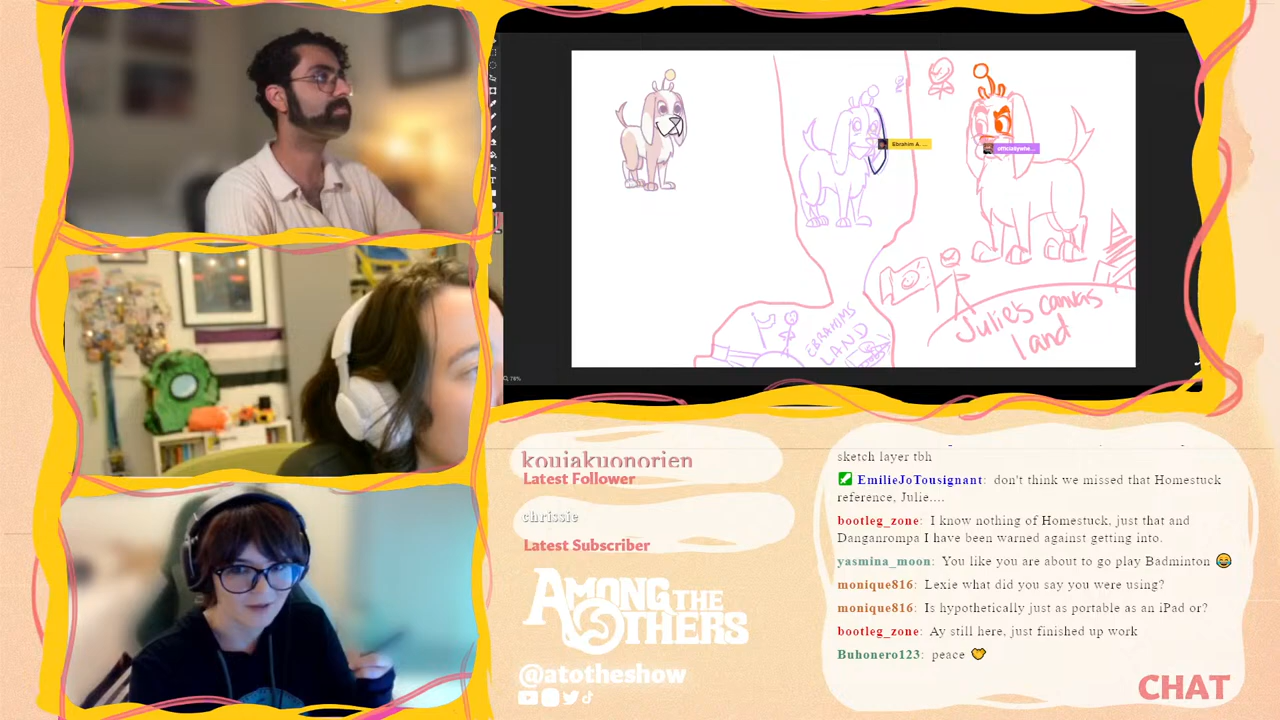 Ebrahim A. ...
officiallywhe...
EBRAHIMS
LAND
Julie's canvas
land
76%
kouiakuonorien
Latest Follower
chrissie
Latest Subscriber
AMONG THE
OTHERS
@atotheshow
sketch layer tbh
EmilieJoTousignant: don't think we missed that Homestuck
reference, Julie....
bootleg_zone: I know nothing of Homestuck, just that and
Danganrompa I have been warned against getting into.
yasmina_moon: You like you are about to go play Badminton 😅
monique816: Lexie what did you say you were using?
monique816: Is hypothetically just as portable as an iPad or?
bootleg_zone: Ay still here, just finished up work
Buhonero123: peace 💛
CHAT